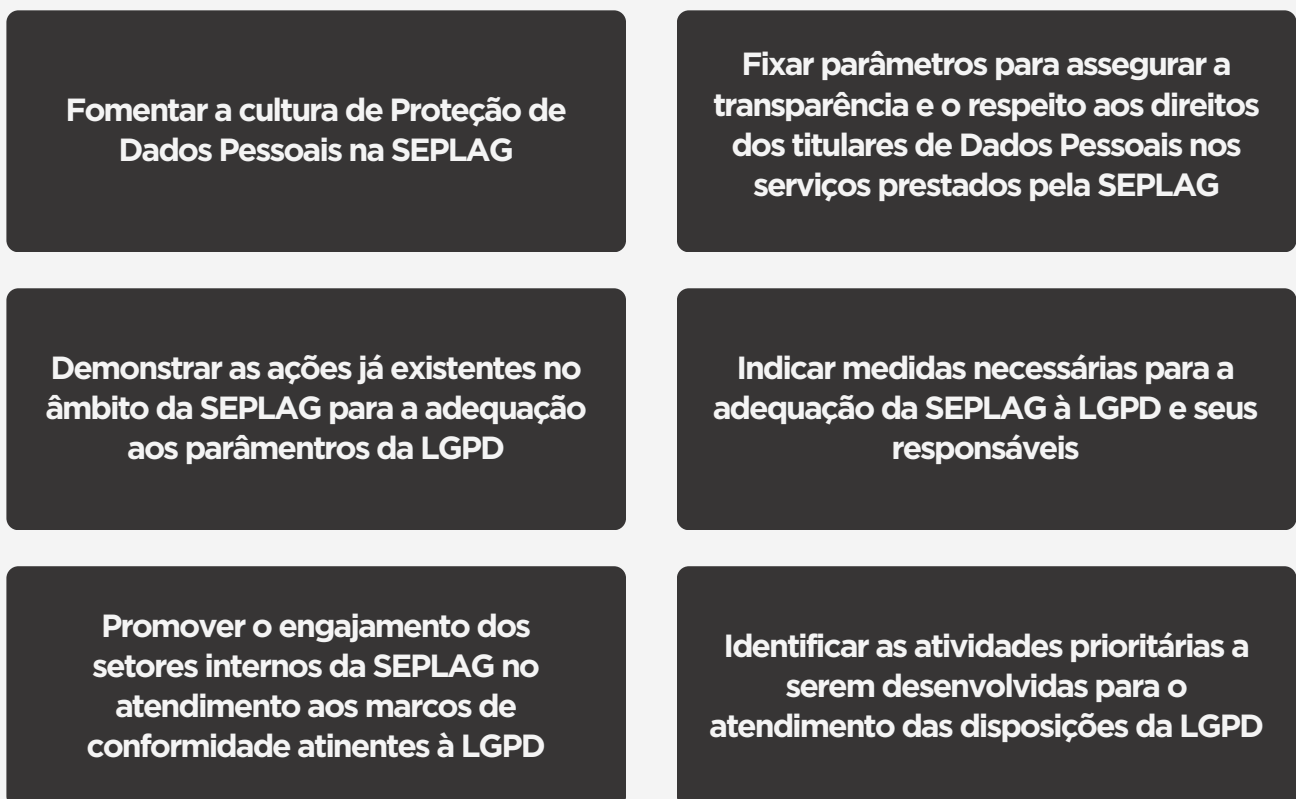 Fomentar a cultura de Proteção de
Dados Pessoais na SEPLAG
Fixar parâmetros para assegurar a
transparência e o respeito aos direitos
dos titulares de Dados Pessoais nos
serviços prestados pela SEPLAG
Demonstrar as ações já existentes no
âmbito da SEPLAG para a adequação
aos parâmentros da LGPD
Indicar medidas necessárias para a
adequação da SEPLAG à LGPD e seus
responsáveis
Promover o engajamento dos
setores internos da SEPLAG no
atendimento aos marcos de
conformidade atinentes à LGPD
Identificar as atividades prioritárias a
serem desenvolvidas para o
atendimento das disposições da LGPD